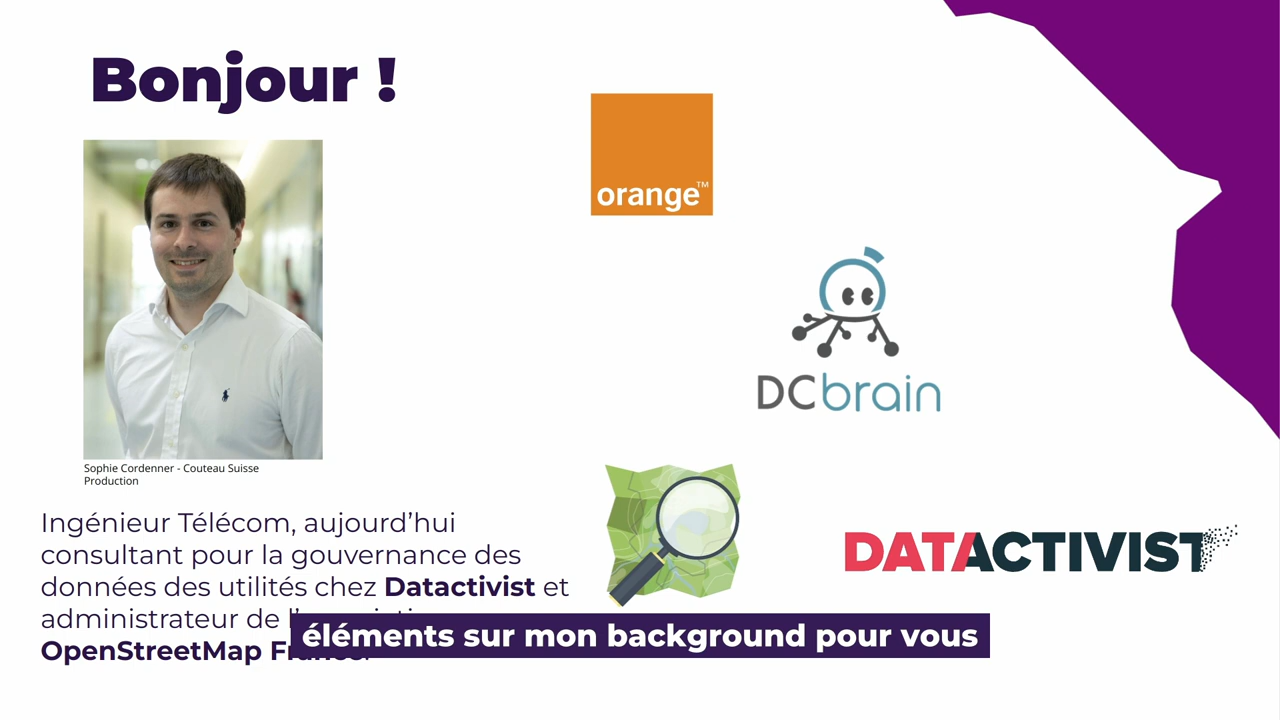 Bonjour !
orange™
DCbrain
Sophie Cordenner - Couteau Suisse
Production
Ingénieur Télécom, aujourd’hui
consultant pour la gouvernance des
données des utilités chez Datactivist et
administrateur de
OpenStreetMap
DATACTIVIST
éléments sur mon background pour vous